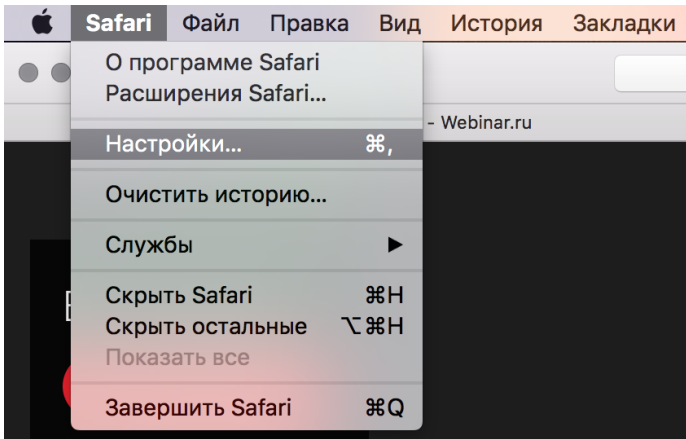 Safari Файл Правка Вид История Закладки
О программе Safari
Расширения Safari...
- Webinar.ru
Настройки... ⌘,
Очистить историю...
Службы ▶
Скрыть Safari ⌘H
Скрыть остальные ⌥⌘H
Показать все
Завершить Safari ⌘Q